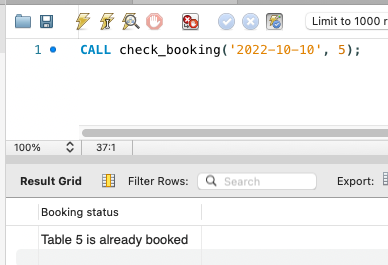 Limit to 1000 r
1 CALL check_booking('2022-10-10', 5);
100% 37:1
Result Grid Filter Rows: Search Export:
Booking status
Table 5 is already booked